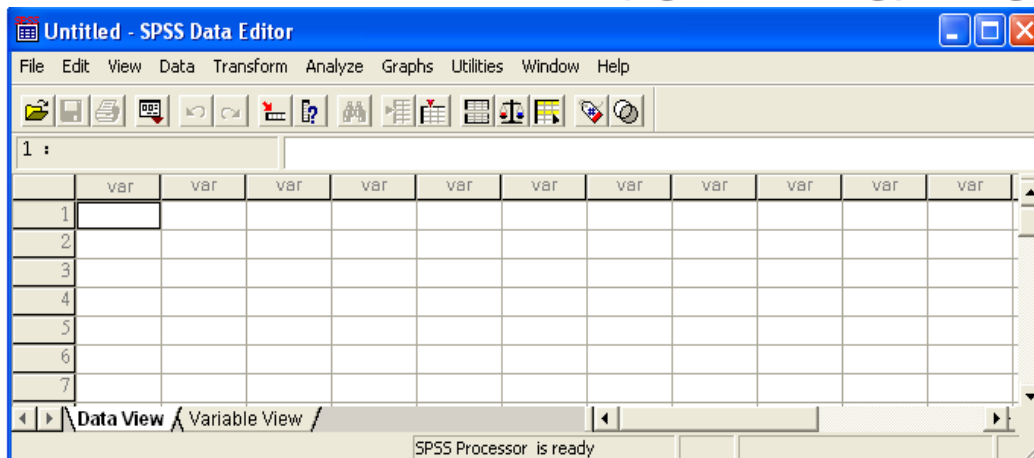 SPSS
Untitled - SPSS Data Editor
File Edit View Data Transform Analyze Graphs Utilities Window Help
1 :
var var var var var var var var var var var
1
2
3
4
5
6
7
Data View Variable View
SPSS Processor is ready